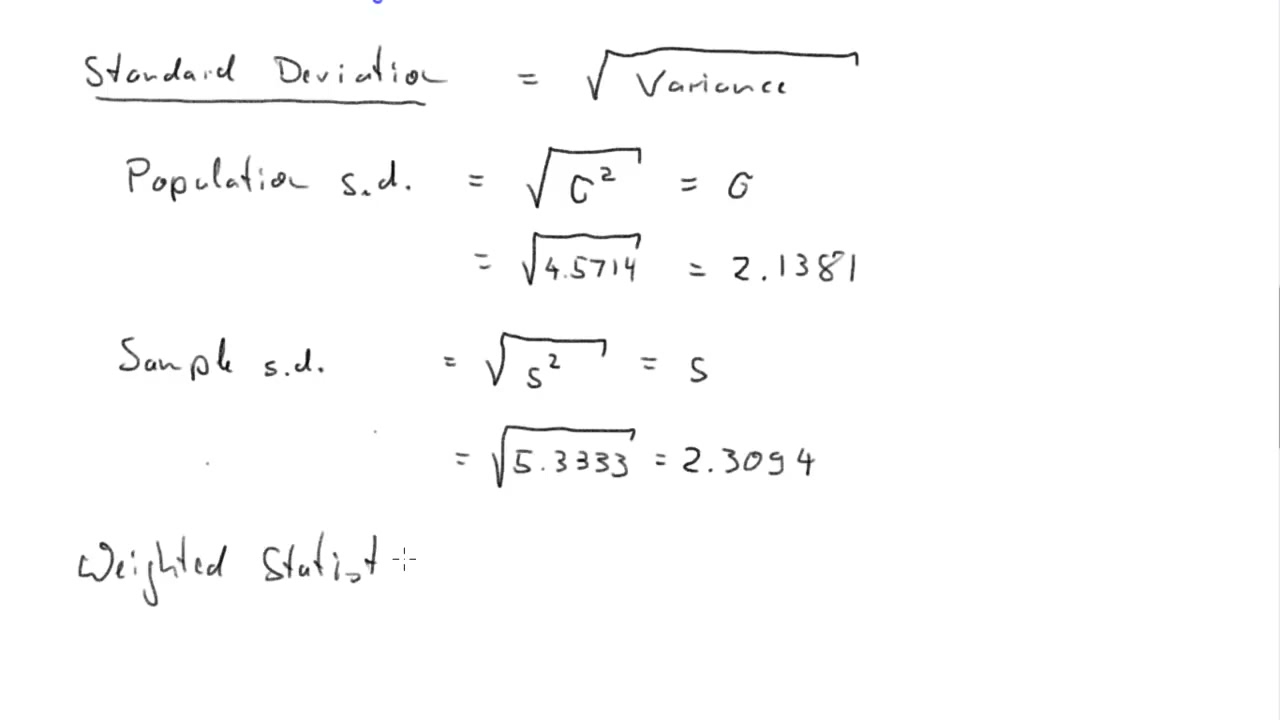 Standard Deviation = √Variance
Population s.d. = √σ² = σ
= √4.5714 = 2.1381
Sample s.d. = √s² = s
= √5.3333 = 2.3094
Weighted Statist